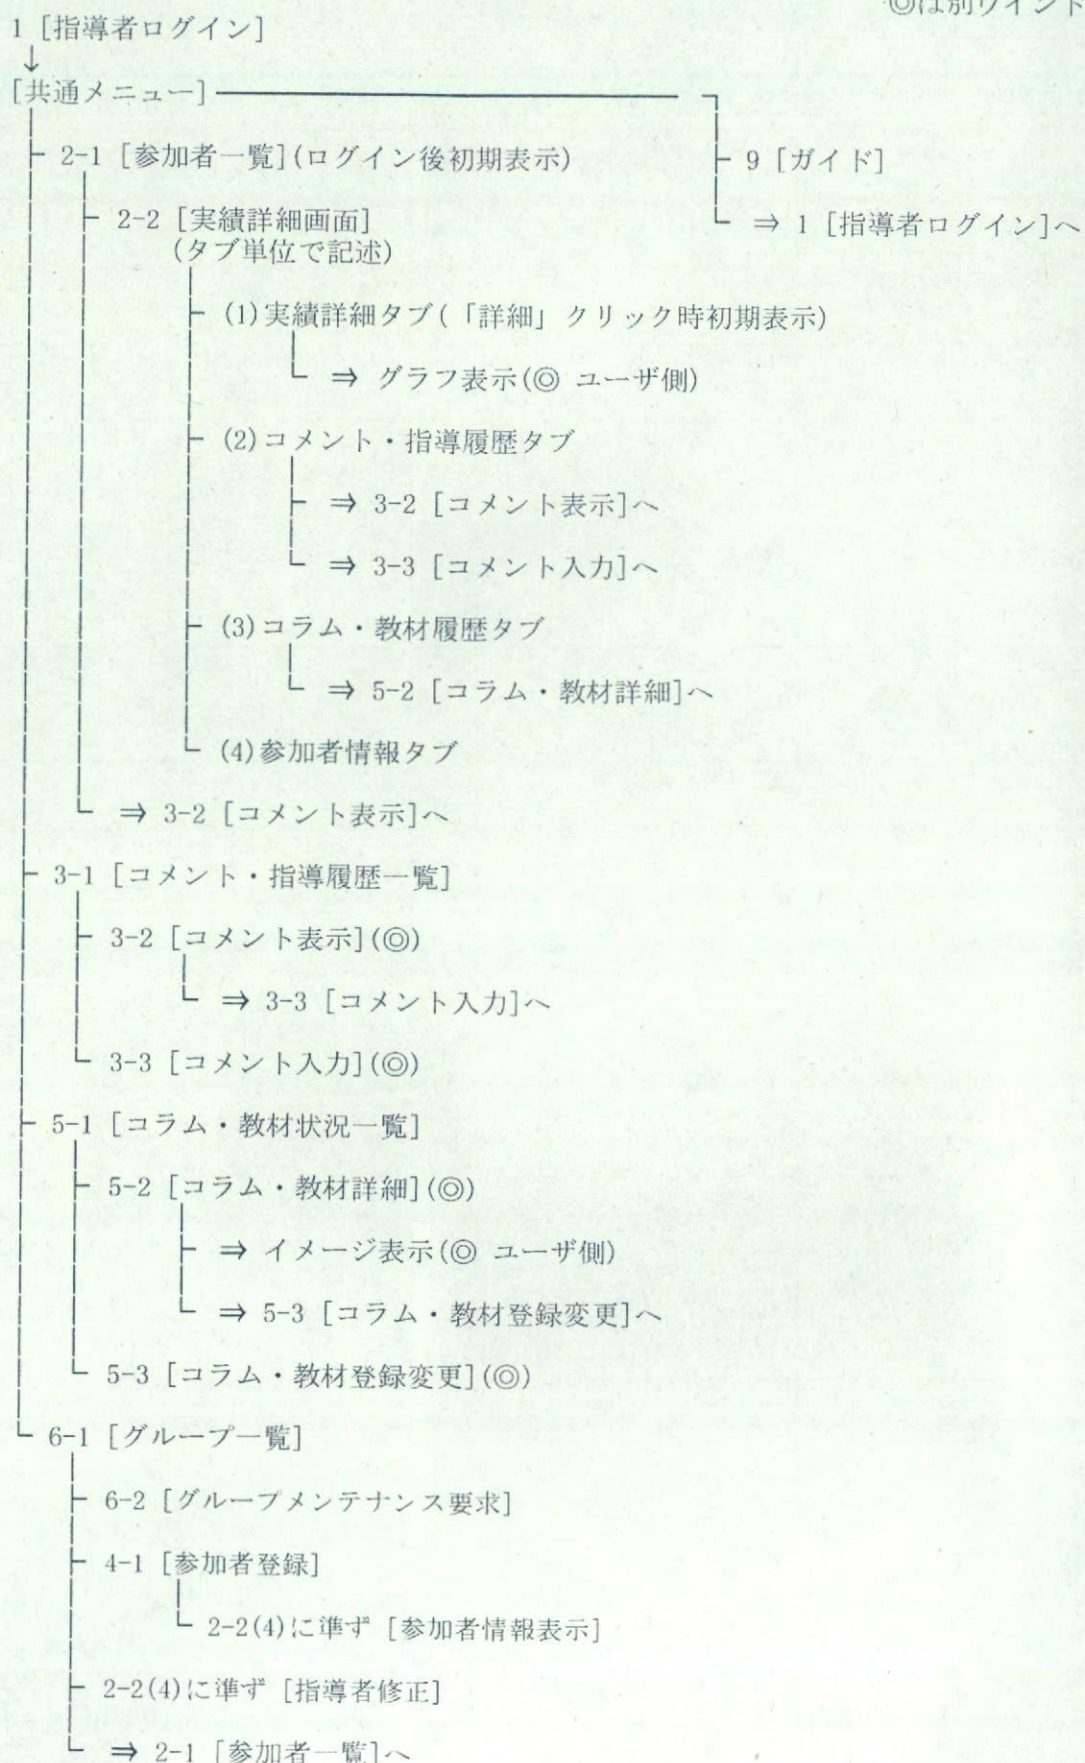 ◎は別ウインド
1 [指導者ログイン]
↓
[共通メニュー]
2-1 [参加者一覧](ログイン後初期表示)
9 [ガイド]
2-2 [実績詳細画面]
⇒ 1 [指導者ログイン]へ
(タブ単位で記述)
(1)実績詳細タブ(「詳細」クリック時初期表示)
⇒ グラフ表示(◎ ユーザ側)
(2)コメント・指導履歴タブ
⇒ 3-2 [コメント表示]へ
⇒ 3-3 [コメント入力]へ
(3)コラム・教材履歴タブ
⇒ 5-2 [コラム・教材詳細]へ
(4)参加者情報タブ
⇒ 3-2 [コメント表示]へ
3-1 [コメント・指導履歴一覧]
3-2 [コメント表示](◎)
⇒ 3-3 [コメント入力]へ
3-3 [コメント入力](◎)
5-1 [コラム・教材状況一覧]
5-2 [コラム・教材詳細](◎)
⇒ イメージ表示(◎ ユーザ側)
⇒ 5-3 [コラム・教材登録変更]へ
5-3 [コラム・教材登録変更](◎)
6-1 [グループ一覧]
6-2 [グループメンテナンス要求]
4-1 [参加者登録]
2-2(4)に準ず [参加者情報表示]
2-2(4)に準ず [指導者修正]
⇒ 2-1 [参加者一覧]へ